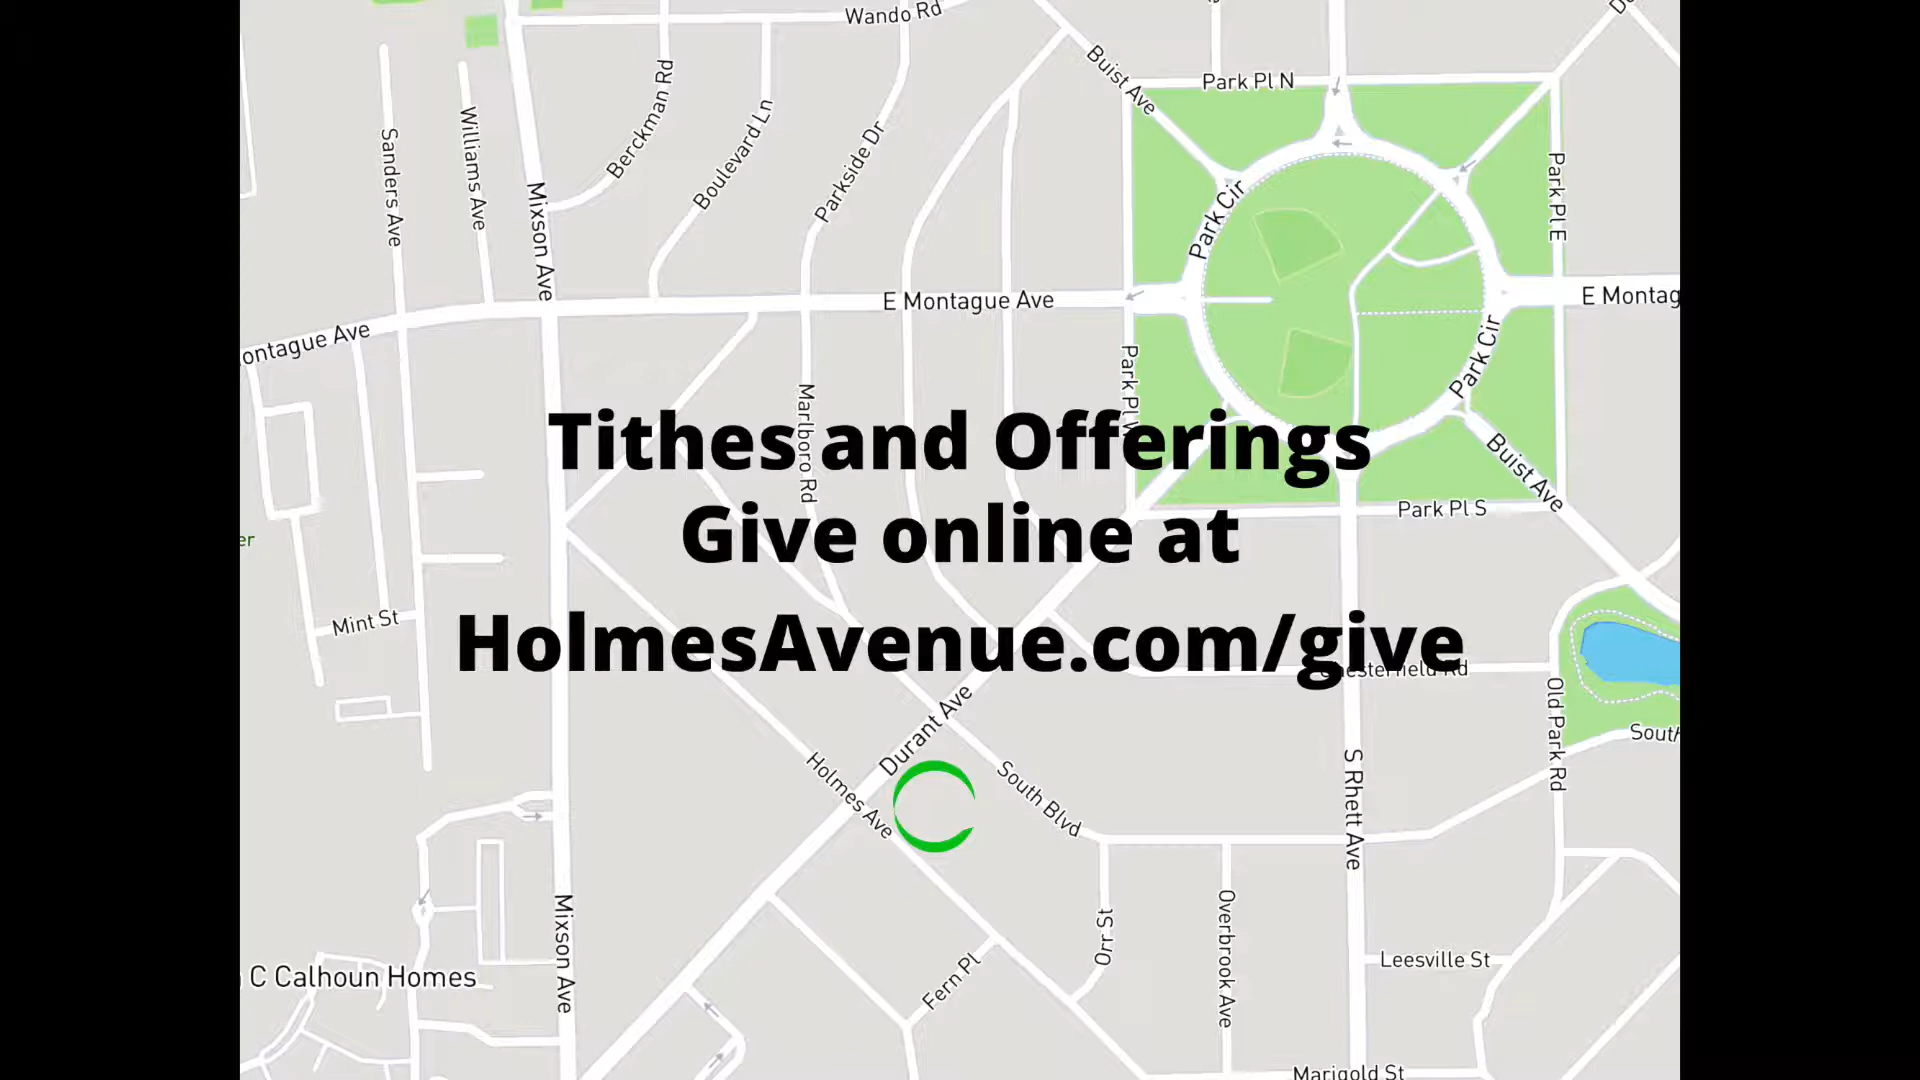 Wando Rd
Buist Ave
Park Pl N
Berckman Rd
Boulevard Ln
Parkside Dr
Sanders Ave
Williams Ave
Mixson Ave
Park Cir
Park Pl E
E Montague Ave
E Montag
ontague Ave
Park Cir
Park Pl W
Marlboro Rd
Tithes and Offerings
Buist Ave
Give online at
Park Pl S
er
Mint St
HolmesAvenue.com/give
Durant Ave
Old Park Rd
South
Holmes Ave
South Blvd
S Rhett Ave
Mixson Ave
Orr St
Overbrook Ave
Leesville St
C Calhoun Homes
Fern Pl
Marigold St